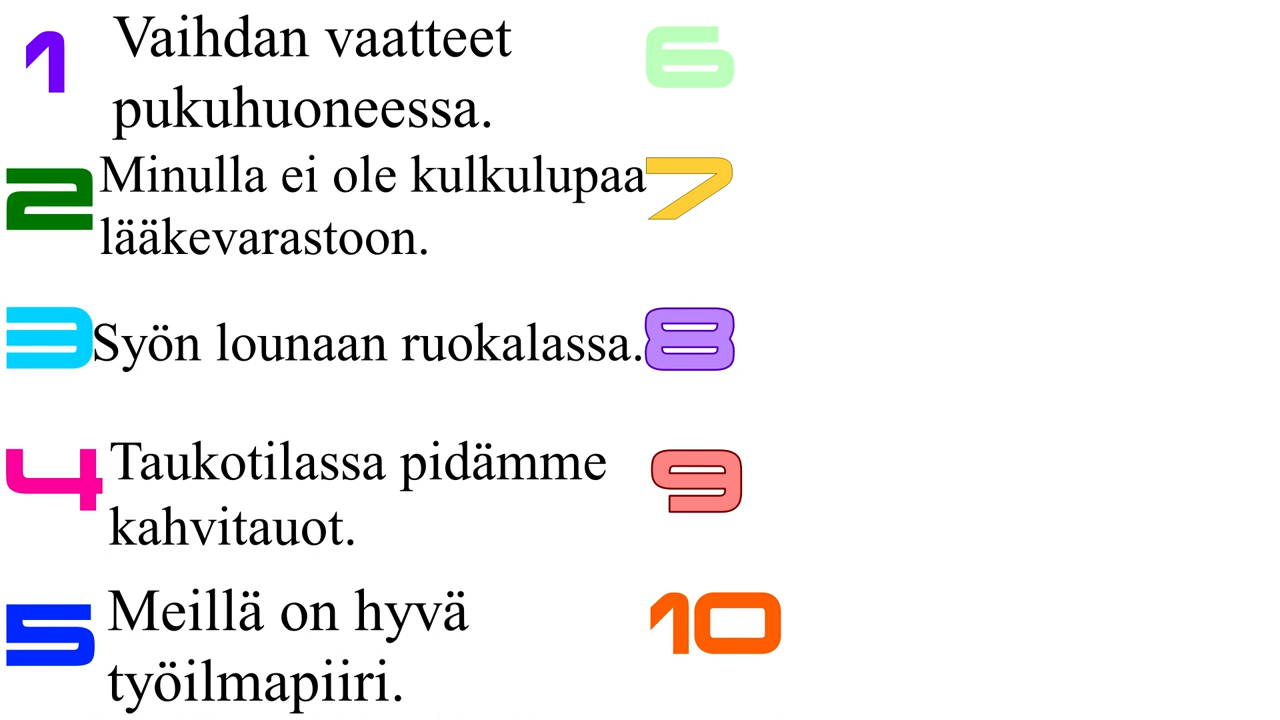 1 Vaihdan vaatteet
pukuhuoneessa.
2 Minulla ei ole kulkulupaa
lääkevarastoon.
3 Syön lounaan ruokalassa.
4 Taukotilassa pidämme
kahvitauot.
5 Meillä on hyvä
työilmapiiri.
6
7
8
9
10